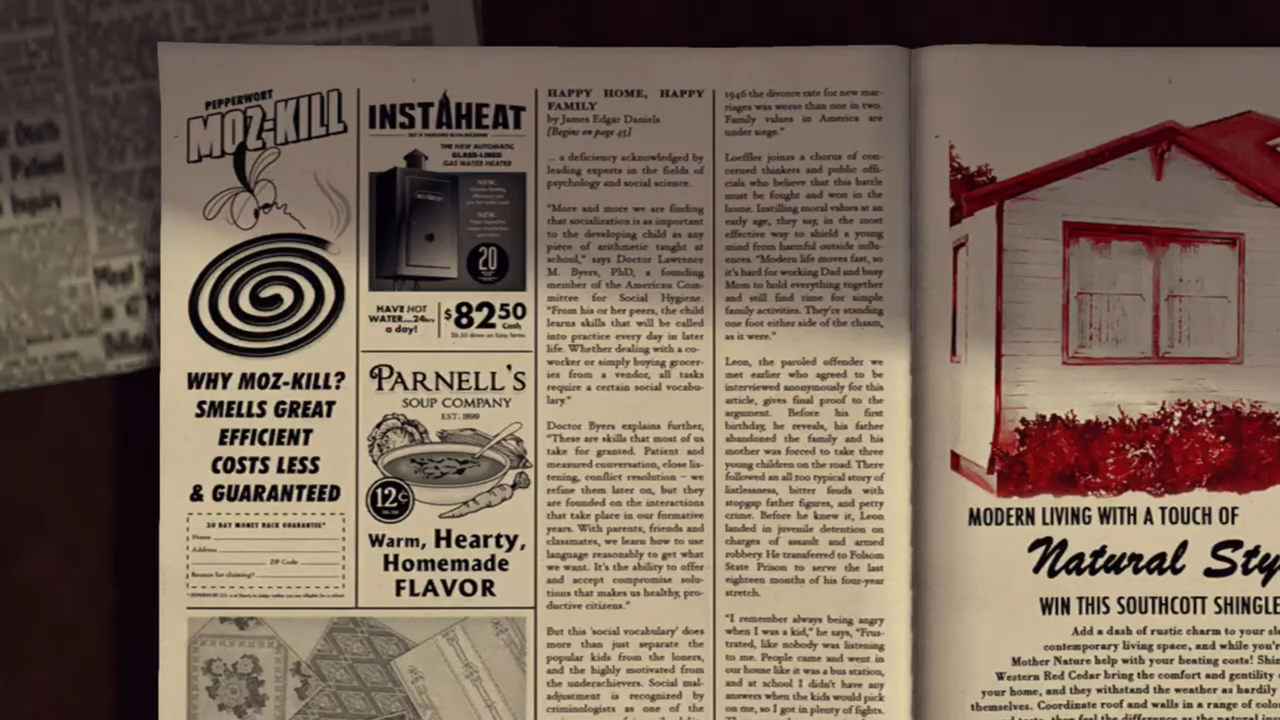 PEPPERWORT
MOZ-KILL
WHY MOZ-KILL?
SMELLS GREAT
EFFICIENT
COSTS LESS
& GUARANTEED
30 DAY MONEY BACK GUARANTEE*
Name
Address
ZIP Code
Reason for claiming?
INSTAHEAT
THE NEW AUTOMATIC
GLASS-LINED
GAS WATER HEATER
NEW:
NEW:
20
HAVE HOT
WATER...24hrs
a day!
$82.50
Cash
PARNELL'S
SOUP COMPANY
EST. 1899
12¢
Warm, Hearty,
Homemade
FLAVOR
HAPPY HOME, HAPPY
FAMILY
by James Edgar Daniels
[Begins on page 45]
... a deficiency acknowledged by
leading experts in the fields of
psychology and social science.
"More and more we are finding
that socialization is as important
to the developing child as any
piece of arithmetic taught at
school," says Doctor Lawrence
M. Byers, PhD, a founding
member of the American Com-
mittee for Social Hygiene.
"From his or her peers, the child
learns skills that will be called
into practice every day in later
life. Whether dealing with a co-
worker or simply buying grocer-
ies from a vendor, all tasks
require a certain social vocabu-
lary."
Doctor Byers explains further,
"These are skills that most of us
take for granted. Patient and
measured conversation, close lis-
tening, conflict resolution – we
refine them later on, but they
are founded on the interactions
that take place in our formative
years. With parents, friends and
classmates, we learn how to use
language reasonably to get what
we want. It's the ability to offer
and accept compromise solu-
tions that makes us healthy, pro-
ductive citizens."
But this 'social vocabulary' does
more than just separate the
popular kids from the loners,
and the highly motivated from
the underachievers. Social mal-
adjustment is recognized by
criminologists as one of the
1946 the divorce rate for new mar-
riages was worse than one in two.
Family values in America are
under siege."
Loeffler joins a chorus of con-
cerned thinkers and public offi-
cials who believe that this battle
must be fought and won in the
home. Instilling moral values at an
early age, they say, is the most
effective way to shield a young
mind from harmful outside influ-
ences. "Modern life moves fast, so
it's hard for working Dad and busy
Mom to hold everything together
and still find time for simple
family activities. They're standing
one foot either side of the chasm,
as it were."
Leon, the paroled offender we
met earlier who agreed to be
interviewed anonymously for this
article, gives final proof to the
argument. Before his first
birthday, he reveals, his father
abandoned the family and his
mother was forced to take three
young children on the road. There
followed an all too typical story of
listlessness, bitter feuds with
stopgap father figures, and petty
crime. Before he knew it, Leon
landed in juvenile detention on
charges of assault and armed
robbery. He transferred to Folsom
State Prison to serve the last
eighteen months of his four-year
stretch.
"I remember always being angry
when I was a kid," he says, "Frus-
trated, like nobody was listening
to me. People came and went in
our house like it was a bus station,
and at school I didn't have any
answers when the kids would pick
on me, so I got in plenty of fights.
MODERN LIVING WITH A TOUCH OF
Natural Sty
WIN THIS SOUTHCOTT SHINGLE
Add a dash of rustic charm to your
contemporary living space, and while you're
Mother Nature help with your heating costs!
Western Red Cedar bring the comfort and gentility
your home, and they withstand the weather as hardily
themselves. Coordinate roof and walls in a range of